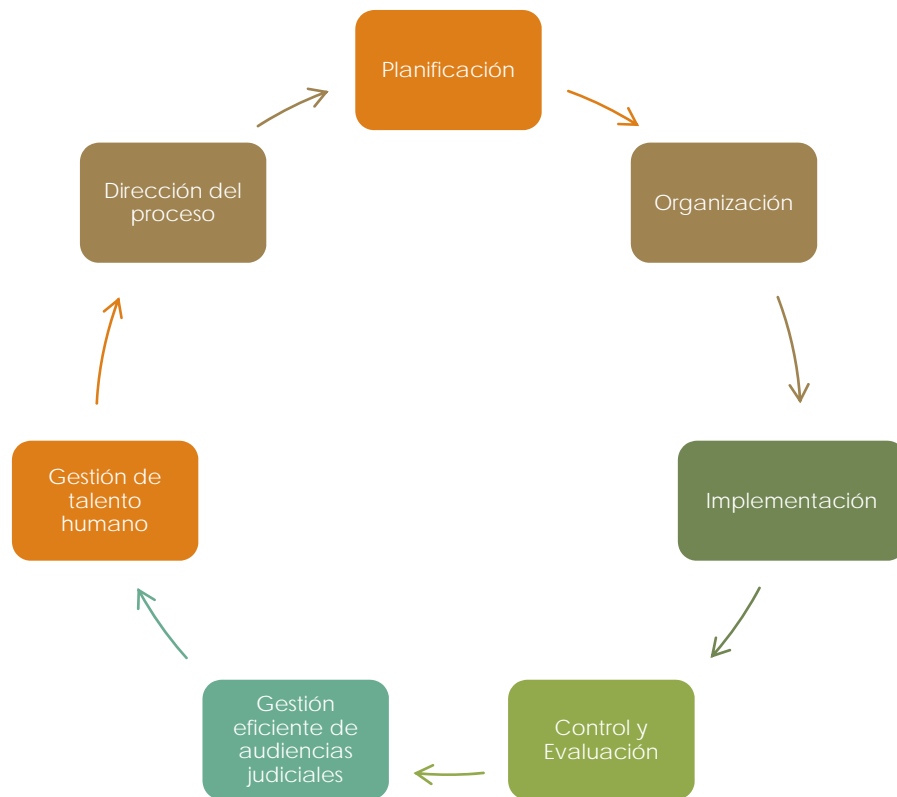 Planificación
Organización
Implementación
Control y
Evaluación
Gestión
eficiente de
audiencias
judiciales
Gestión de
talento
humano
Dirección del
proceso